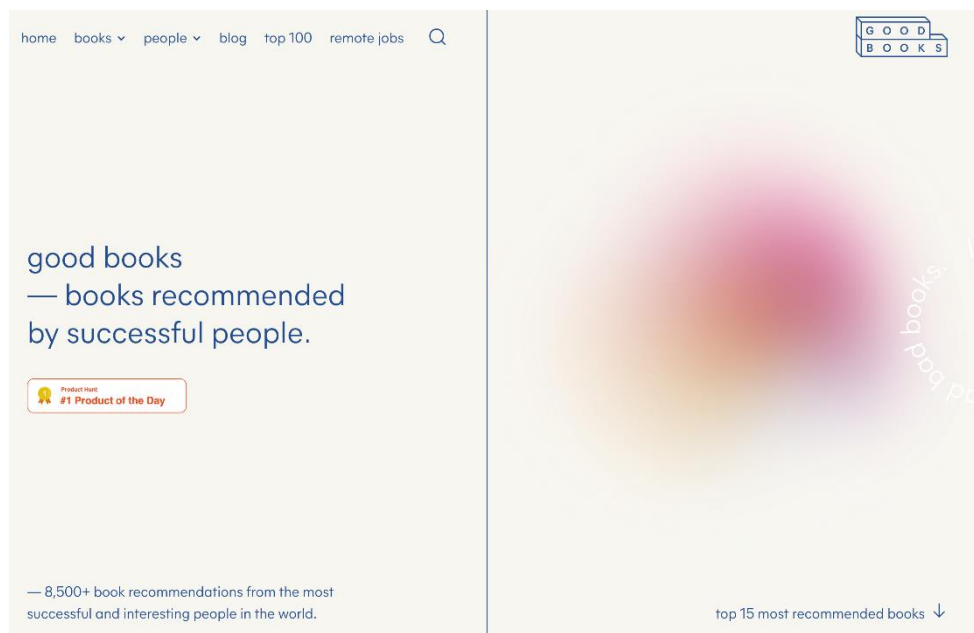 home books people blog top 100 remote jobs
GOOD
BOOKS
good books
— books recommended
by successful people.
Product Hunt
#1 Product of the Day
bad books.
— 8,500+ book recommendations from the most
successful and interesting people in the world.
top 15 most recommended books ↓